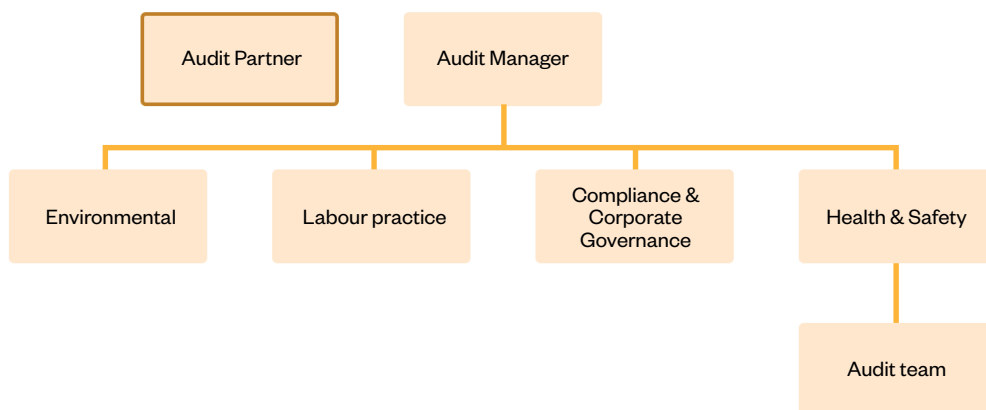 Audit Partner
Audit Manager
Environmental
Labour practice
Compliance &
Corporate
Governance
Health & Safety
Audit team